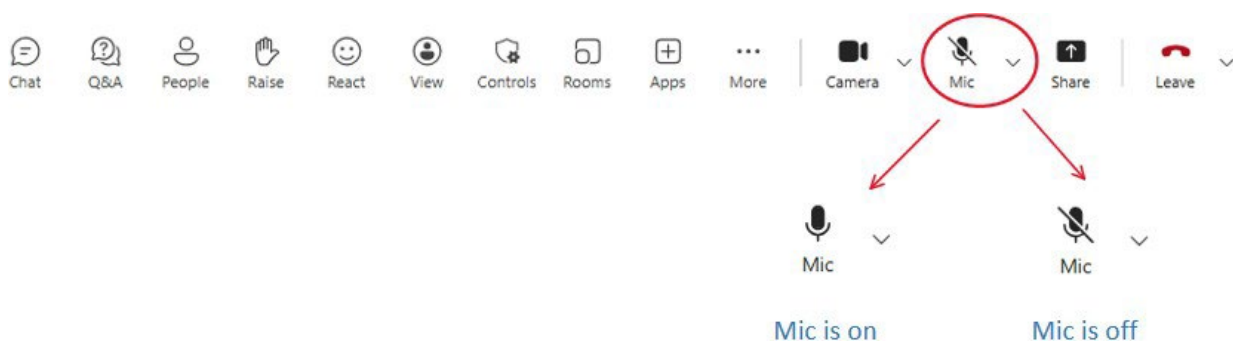 Chat Q&A People Raise React View Controls Rooms Apps More Camera Mic Share Leave
Mic Mic
Mic is on Mic is off